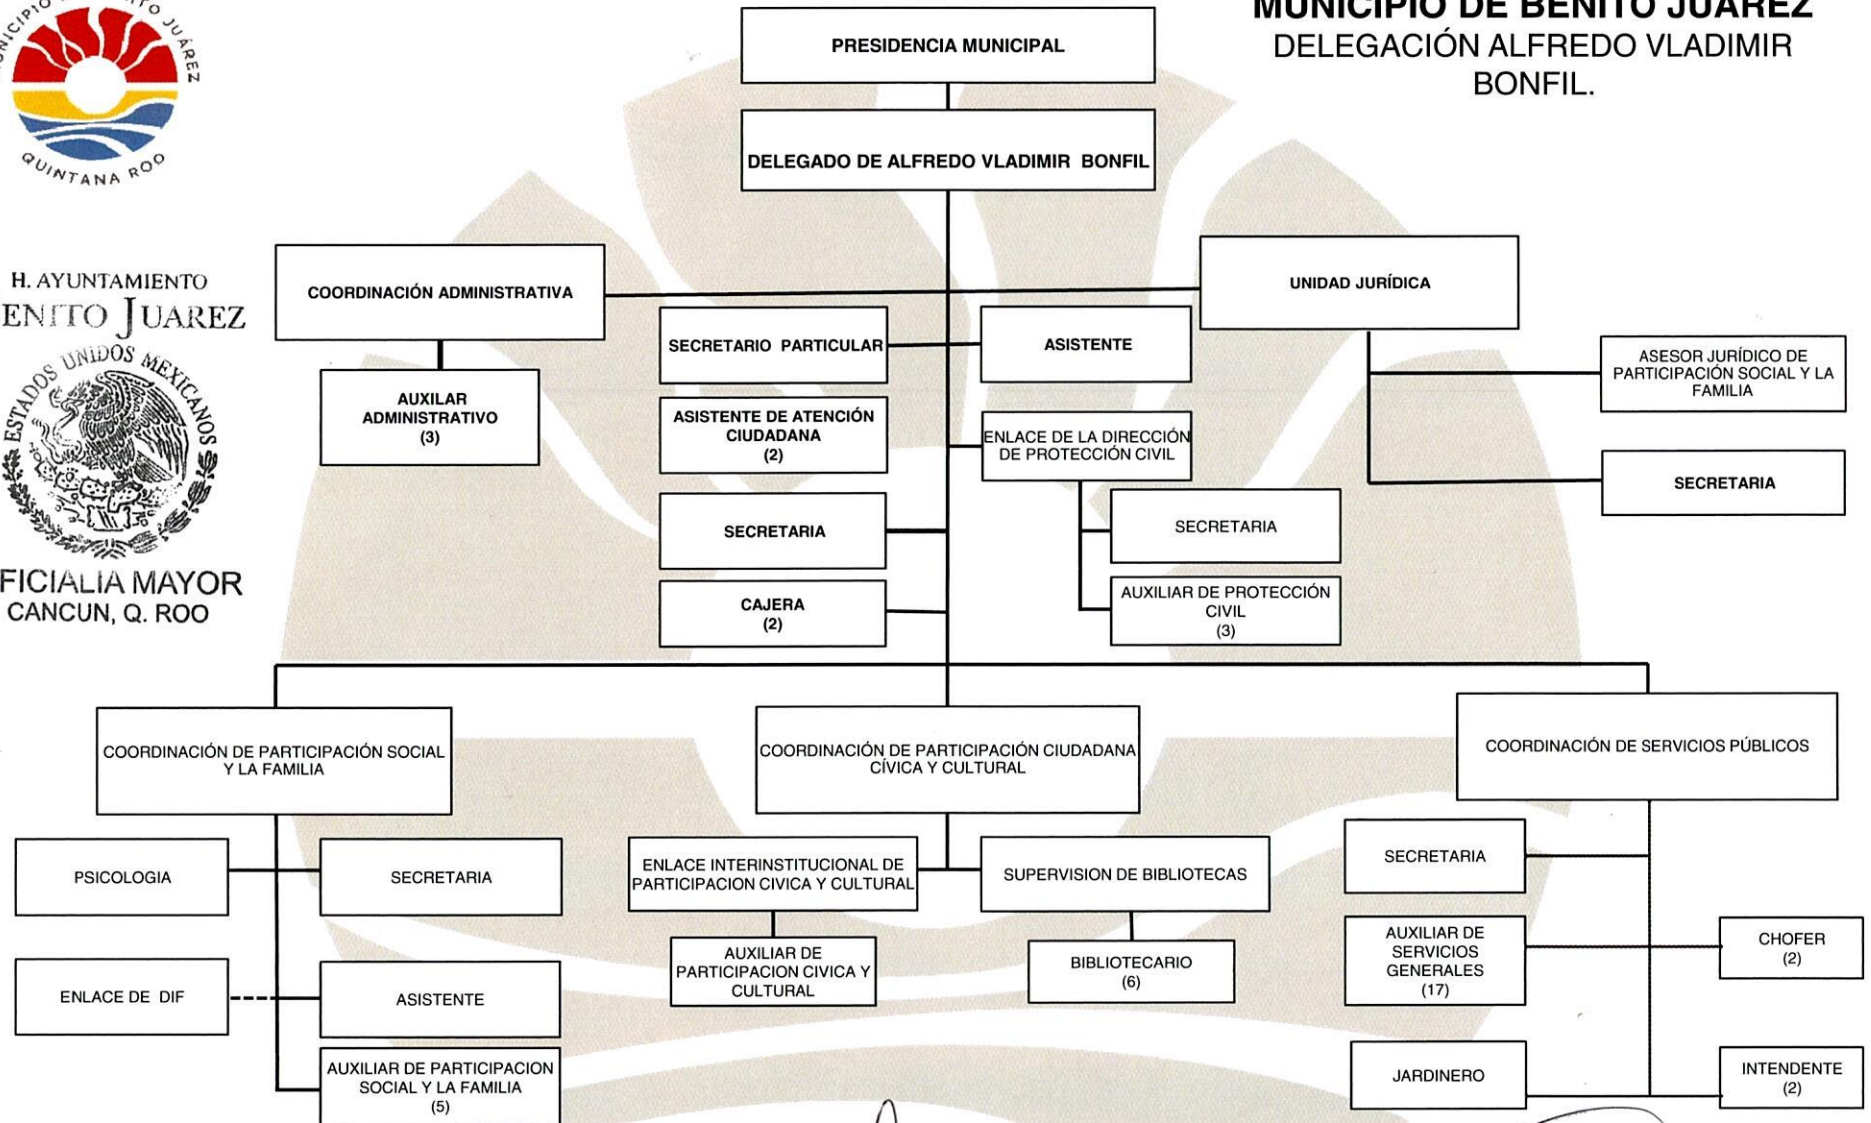 MUNICIPIO DE BENITO JUÁREZ
DELEGACIÓN ALFREDO VLADIMIR
BONFIL.
QUINTANA ROO
H. AYUNTAMIENTO
ENITO JUAREZ
ESTADOS UNIDOS MEXICANOS
FICIALIA MAYOR
CANCUN, Q. ROO
PRESIDENCIA MUNICIPAL
DELEGADO DE ALFREDO VLADIMIR BONFIL
COORDINACIÓN ADMINISTRATIVA
UNIDAD JURÍDICA
AUXILAR
ADMINISTRATIVO
(3)
SECRETARIO PARTICULAR
ASISTENTE
ASISTENTE DE ATENCIÓN
CIUDADANA
(2)
ENLACE DE LA DIRECCIÓN
DE PROTECCIÓN CIVIL
ASESOR JURÍDICO DE
PARTICIPACIÓN SOCIAL Y LA
FAMILIA
SECRETARIA
SECRETARIA
SECRETARIA
CAJERA
(2)
AUXILIAR DE PROTECCIÓN
CIVIL
(3)
COORDINACIÓN DE PARTICIPACIÓN SOCIAL
Y LA FAMILIA
COORDINACIÓN DE PARTICIPACIÓN CIUDADANA
CÍVICA Y CULTURAL
COORDINACIÓN DE SERVICIOS PÚBLICOS
PSICOLOGIA
SECRETARIA
ENLACE DE DIF
ASISTENTE
AUXILIAR DE PARTICIPACION
SOCIAL Y LA FAMILIA
(5)
ENLACE INTERINSTITUCIONAL DE
PARTICIPACION CIVICA Y CULTURAL
SUPERVISION DE BIBLIOTECAS
AUXILIAR DE
PARTICIPACION CIVICA Y
CULTURAL
BIBLIOTECARIO
(6)
SECRETARIA
AUXILIAR DE
SERVICIOS
GENERALES
(17)
CHOFER
(2)
JARDINERO
INTENDENTE
(2)